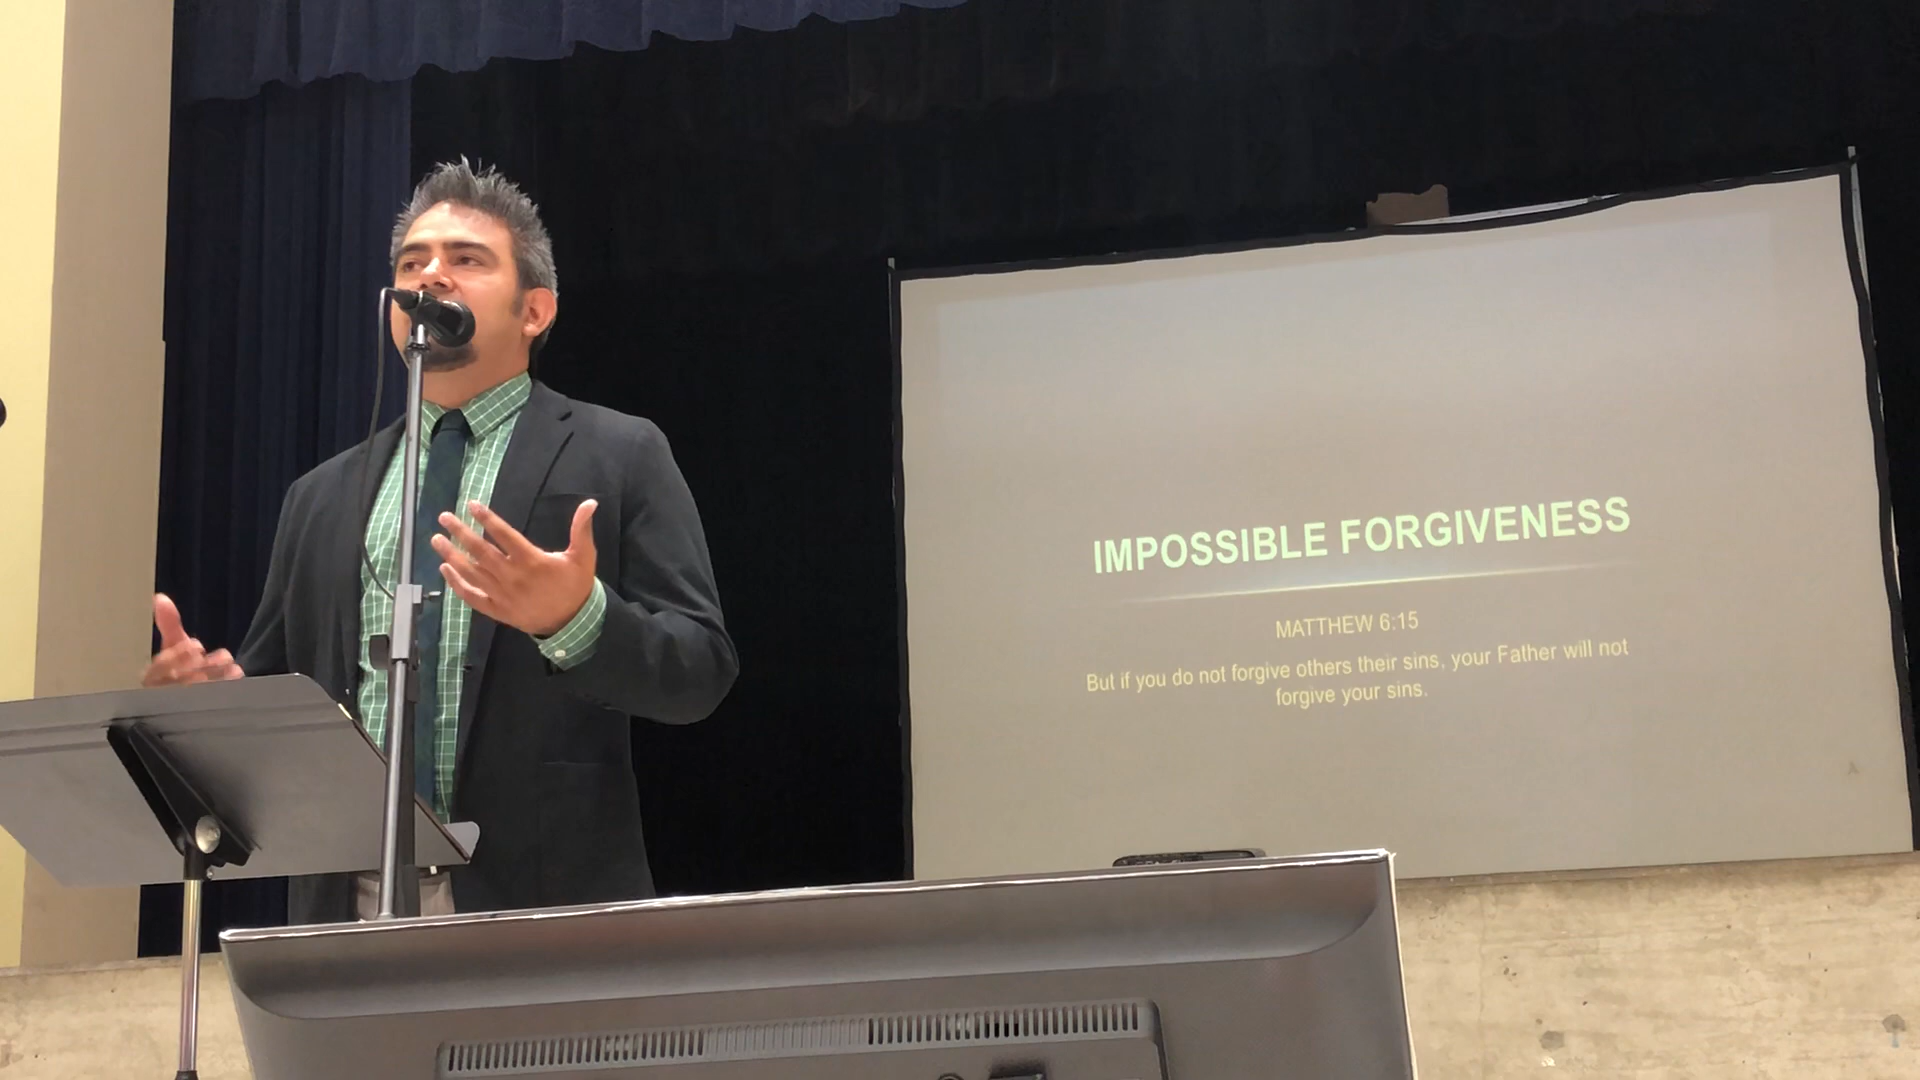 IMPOSSIBLE FORGIVENESS
MATTHEW 6:15
But if you do not forgive others their sins, your Father will not
forgive your sins.